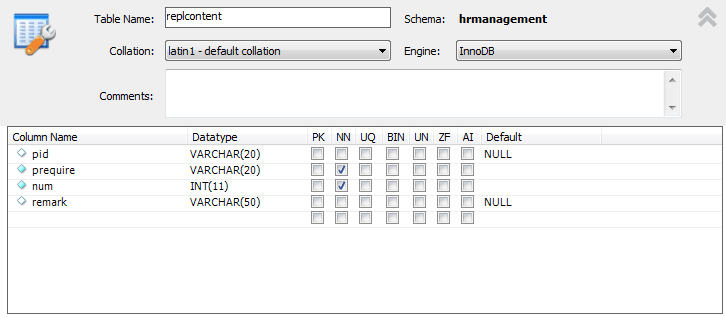 Table Name: replcontent Schema: hrmanagement
Collation: latin1 - default collation Engine: InnoDB
Comments:
Column Name Datatype PK NN UQ BIN UN ZF AI Default
pid VARCHAR(20) NULL
prequire VARCHAR(20)
num INT(11)
remark VARCHAR(50) NULL